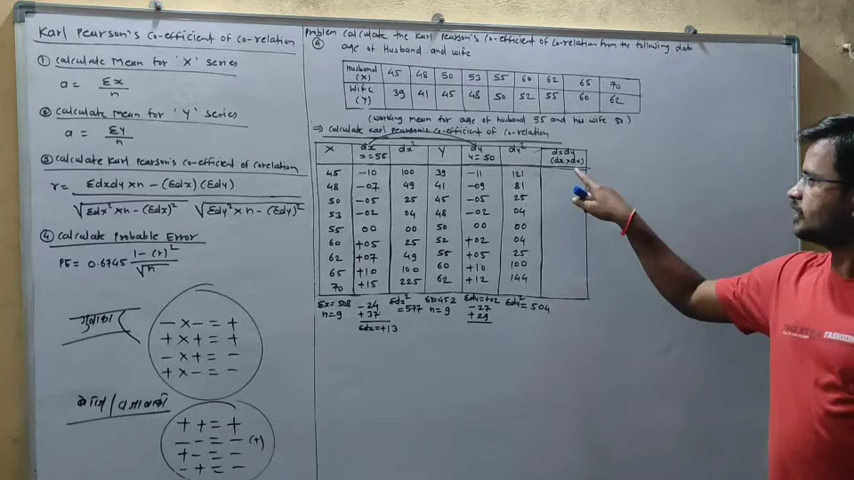 Karl Pearson's co-efficient of co-relation
① Calculate Mean for 'X' series
a = Σx / n
② Calculate mean for 'Y' series
a = Σy / n
③ Calculate Karl Pearson's co-efficient of Corelation
r = Σdxdy × n - (Σdx) (Σdy) / √Σdx² × n - (Σdx)² √Σdy² × n - (Σdy)²
④ Calculate Probable Error
PE = 0.6745 1 - (r)² / √n
गुणाकार
- × - = +
+ × + = +
- × + = -
+ × - = -
बेरीज / वजाबाकी
+ + = +
- - = - (+)
+ - = -
- + = -
Problem Calculate the Karl Pearson's Co-efficient of Co-relation from the following data
④ age of Husband and wife
Husband (X) 45 48 50 53 55 60 62 65 70
Wife (Y) 39 41 45 48 50 52 55 60 62
(working mean for age of husband 55 and his wife 50)
⇒ Calculate Karl Pearson's coefficient of co-relation
X dx x=55 dx² Y dy y=50 dy² dxdy (dx×dx)
45 -10 100 39 -11 121
48 -07 49 41 -09 81
50 -05 25 45 -05 25
53 -02 04 48 -02 04
55 00 00 50 00 00
60 +05 25 52 +02 04
62 +07 49 55 +05 25
65 +10 100 60 +10 100
70 +15 225 62 +12 144
Σx = 508 -24 Σdx² Σy = 452 Σdy = +02 Σdy² = 504
n = 9 +37 = 577 n = 9 -27
Σdx = +13 +29